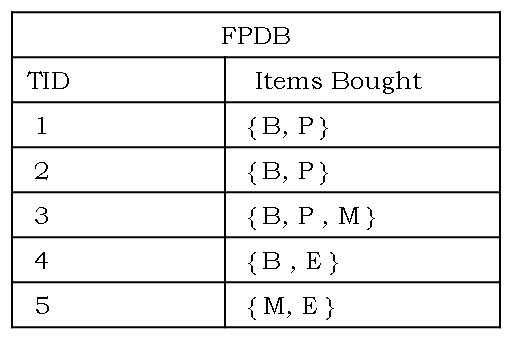 FPDB
TID Items Bought
1 {B, P}
2 {B, P}
3 {B, P , M}
4 {B , E}
5 {M, E}